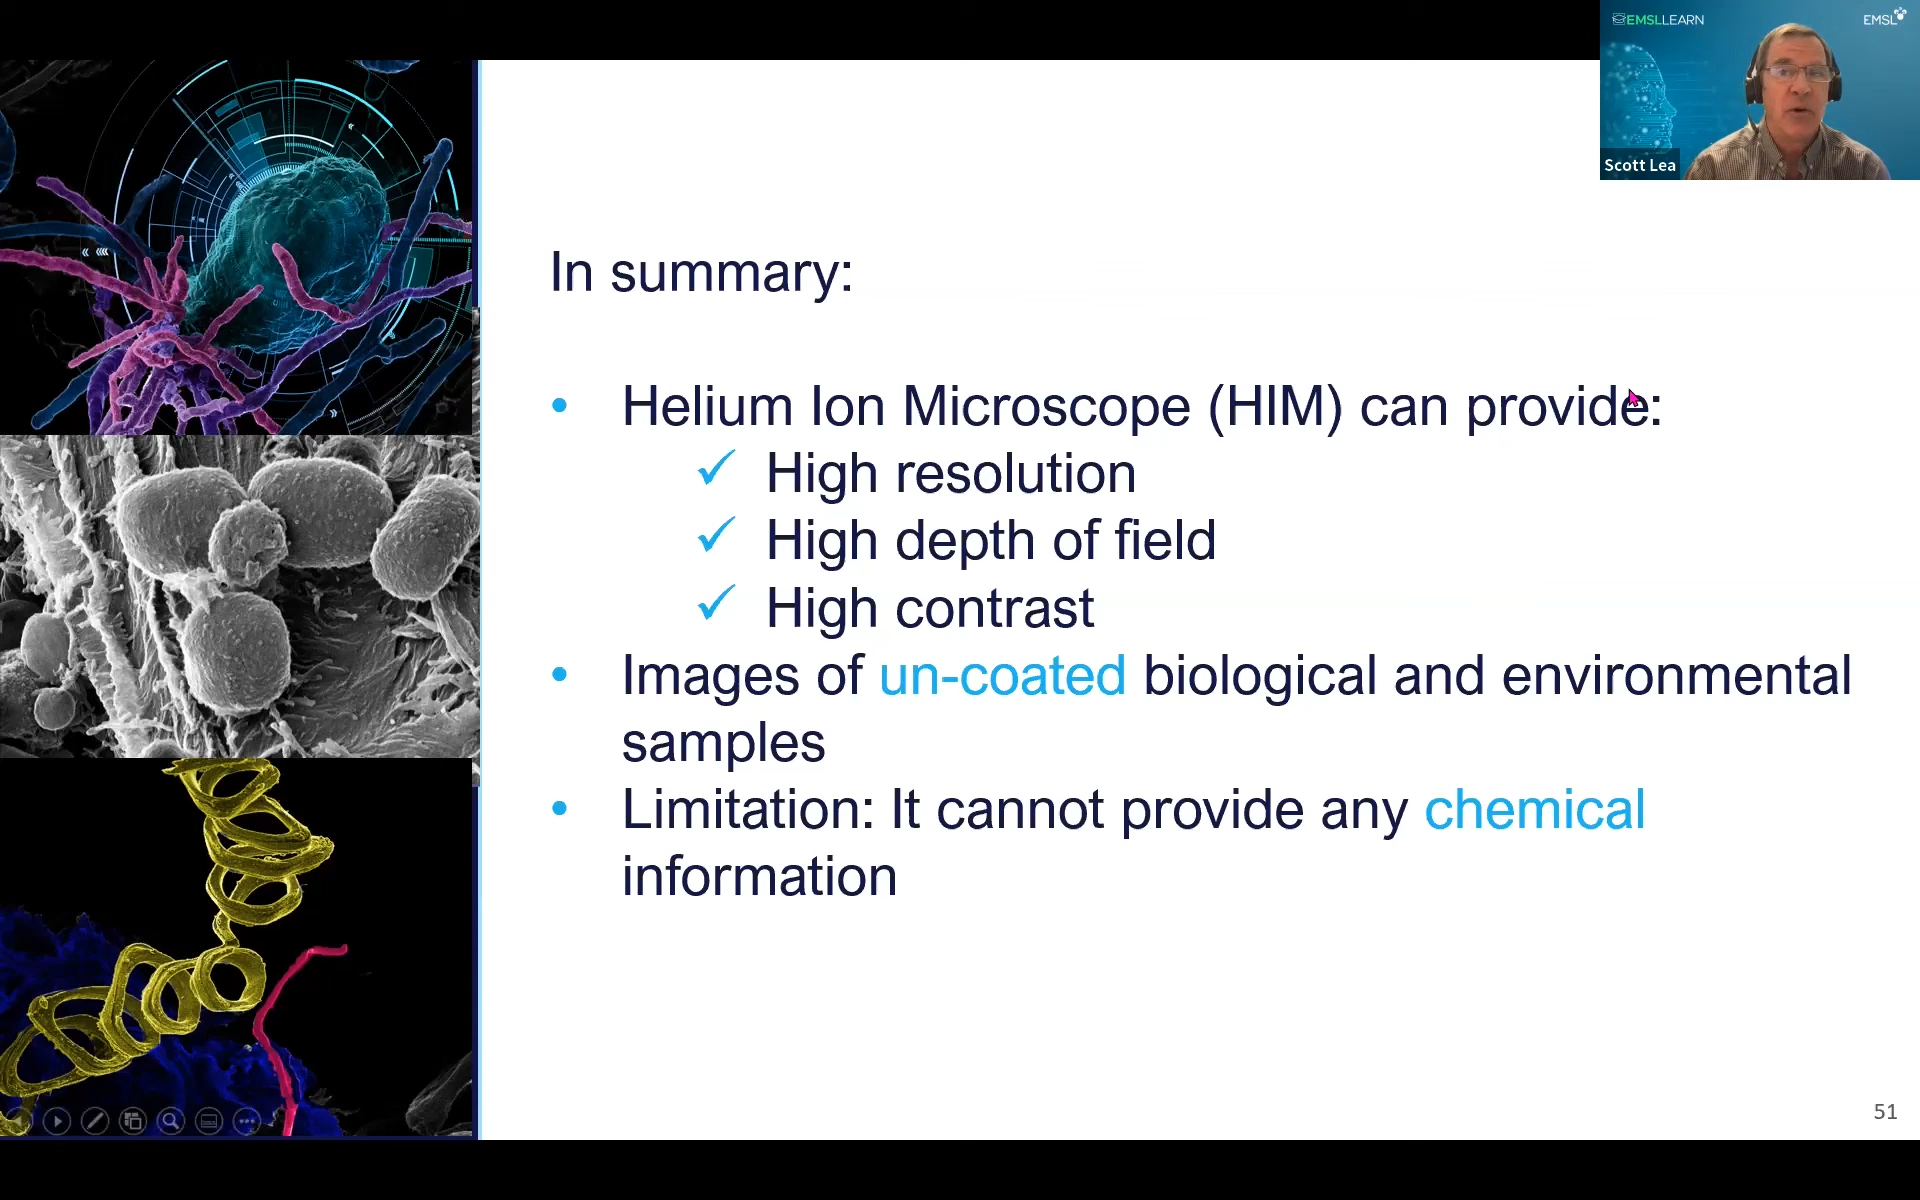 EMSLLEARN
EMSL
Scott Lea
In summary:
• Helium Ion Microscope (HIM) can provide:
✓ High resolution
✓ High depth of field
✓ High contrast
• Images of un-coated biological and environmental
samples
• Limitation: It cannot provide any chemical
information
51